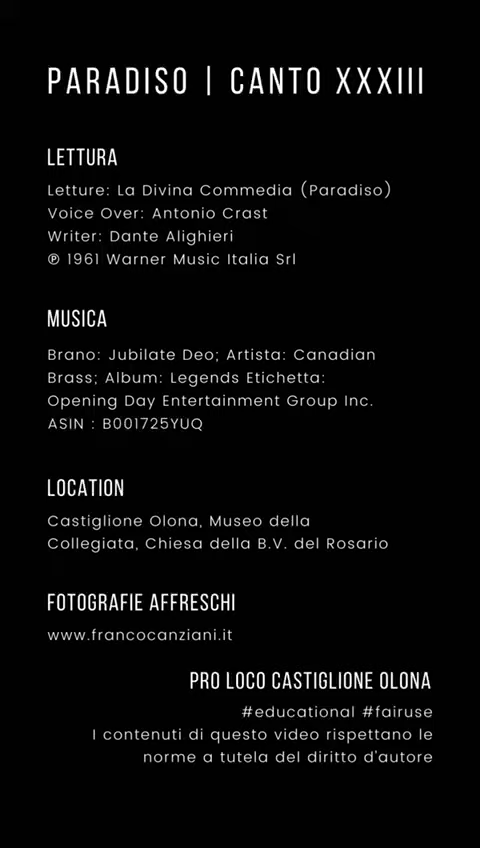 PARADISO | CANTO XXXIII
LETTURA
Letture: La Divina Commedia (Paradiso)
Voice Over: Antonio Crast
Writer: Dante Alighieri
℗ 1961 Warner Music Italia Srl
MUSICA
Brano: Jubilate Deo; Artista: Canadian
Brass; Album: Legends Etichetta:
Opening Day Entertainment Group Inc.
ASIN : B001725YUQ
LOCATION
Castiglione Olona, Museo della
Collegiata, Chiesa della B.V. del Rosario
FOTOGRAFIE AFFRESCHI
www.francocanziani.it
PRO LOCO CASTIGLIONE OLONA
#educational #fairuse
I contenuti di questo video rispettano le
norme a tutela del diritto d'autore